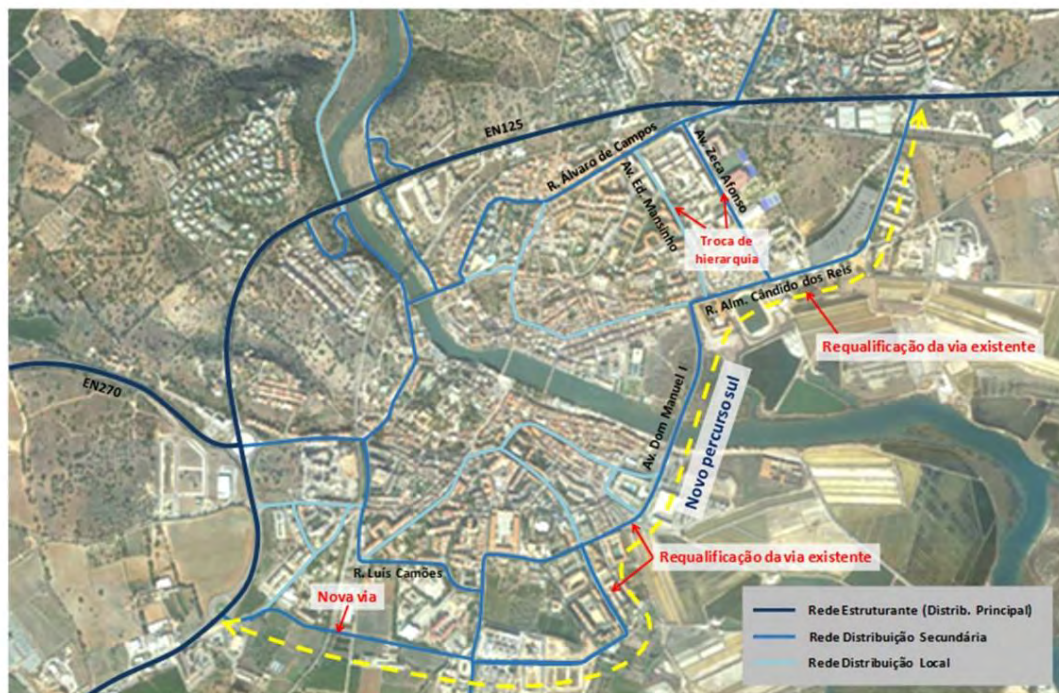 EN125
R. Álvaro de Campos
Av. Zeca Afonso
Av. Ed. Mansinho
Troca de
hierarquia
R. Alm. Cândido dos Reis
Requalificação da via existente
EN270
Av. Dom Manuel I
Novo percurso sul
Requalificação da via existente
R. Luis Camões
Nova via
Rede Estruturante (Distrib. Principal)
Rede Distribuição Secundária
Rede Distribuição Local